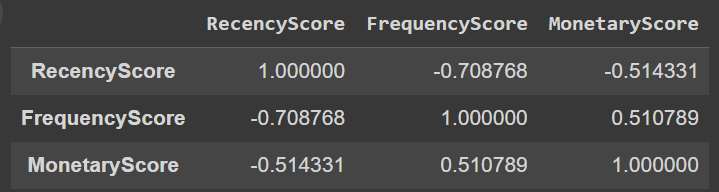 RecencyScore FrequencyScore MonetaryScore
RecencyScore 1.000000 -0.708768 -0.514331
FrequencyScore -0.708768 1.000000 0.510789
MonetaryScore -0.514331 0.510789 1.000000